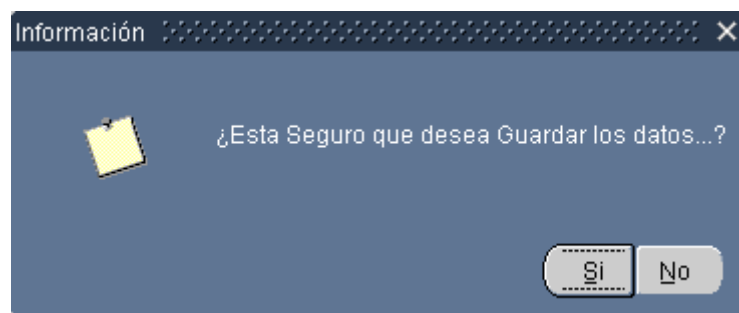 Información
¿Esta Seguro que desea Guardar los datos...?
Si No